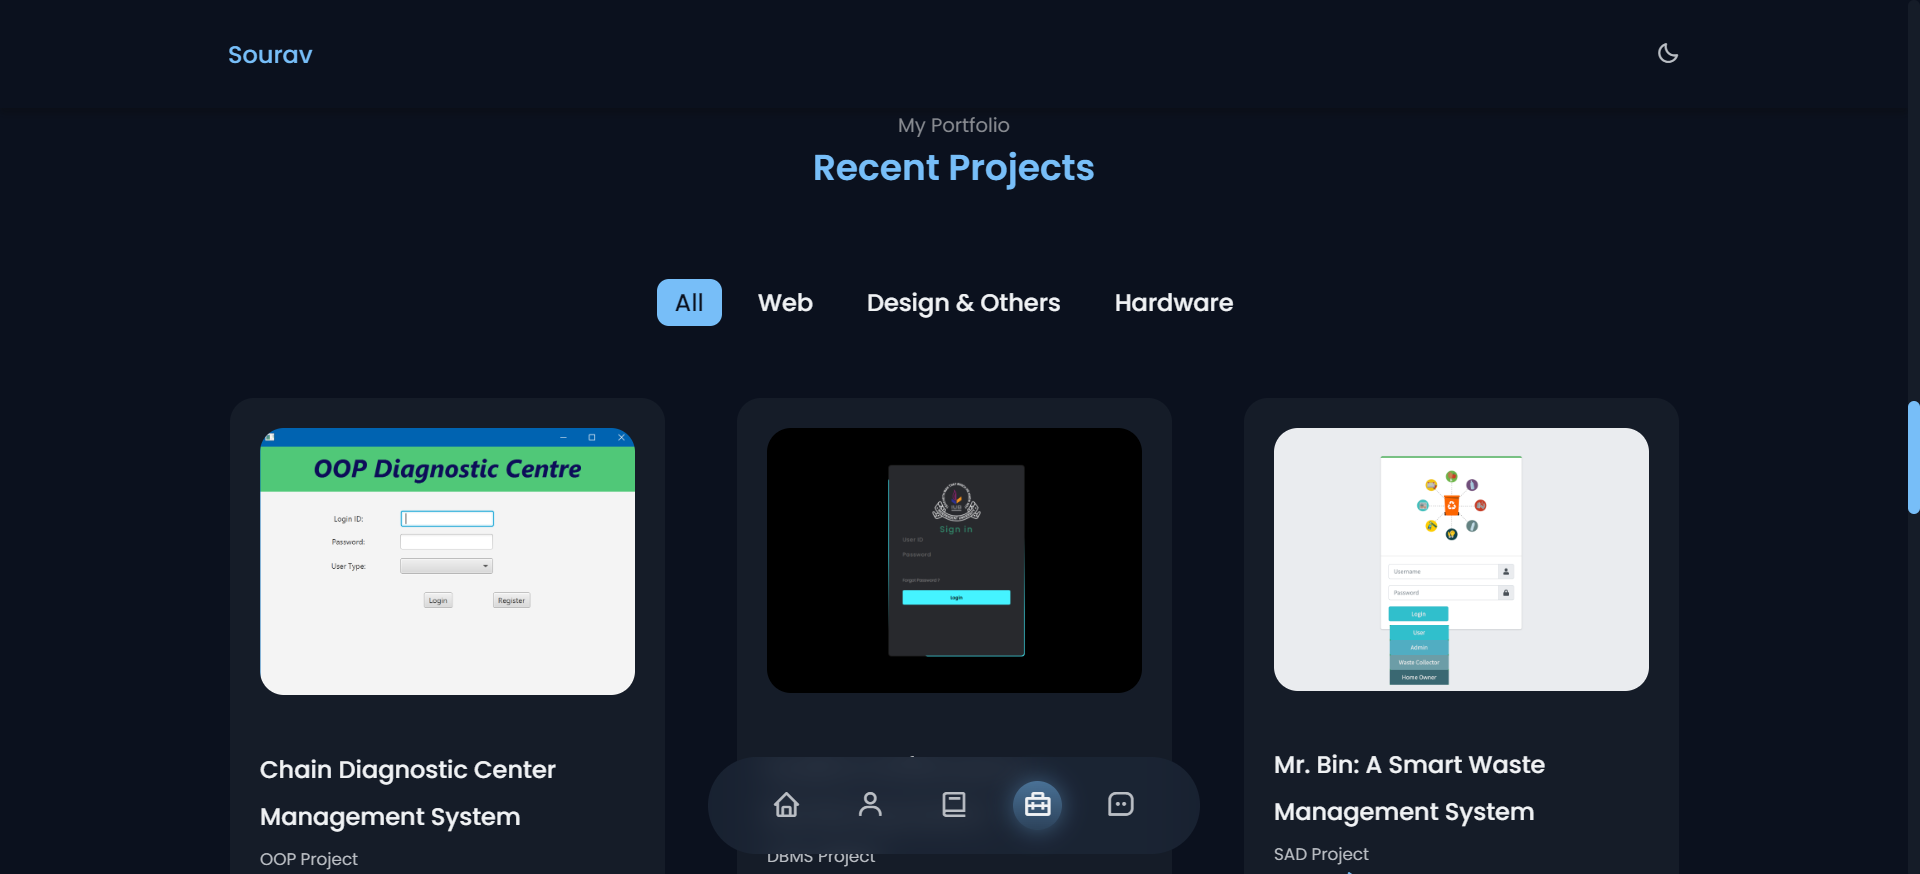 Sourav
My Portfolio
Recent Projects
All
Web
Design & Others
Hardware
OOP Diagnostic Centre
Login ID:
Password:
User Type:
Login
Register
Sign in
User ID
Password
Forgot Password ?
Login
Username
Password
Login
User
Admin
Waste Collector
Home Owner
Chain Diagnostic Center
Management System
OOP Project
DBMS Project
Mr. Bin: A Smart Waste
Management System
SAD Project